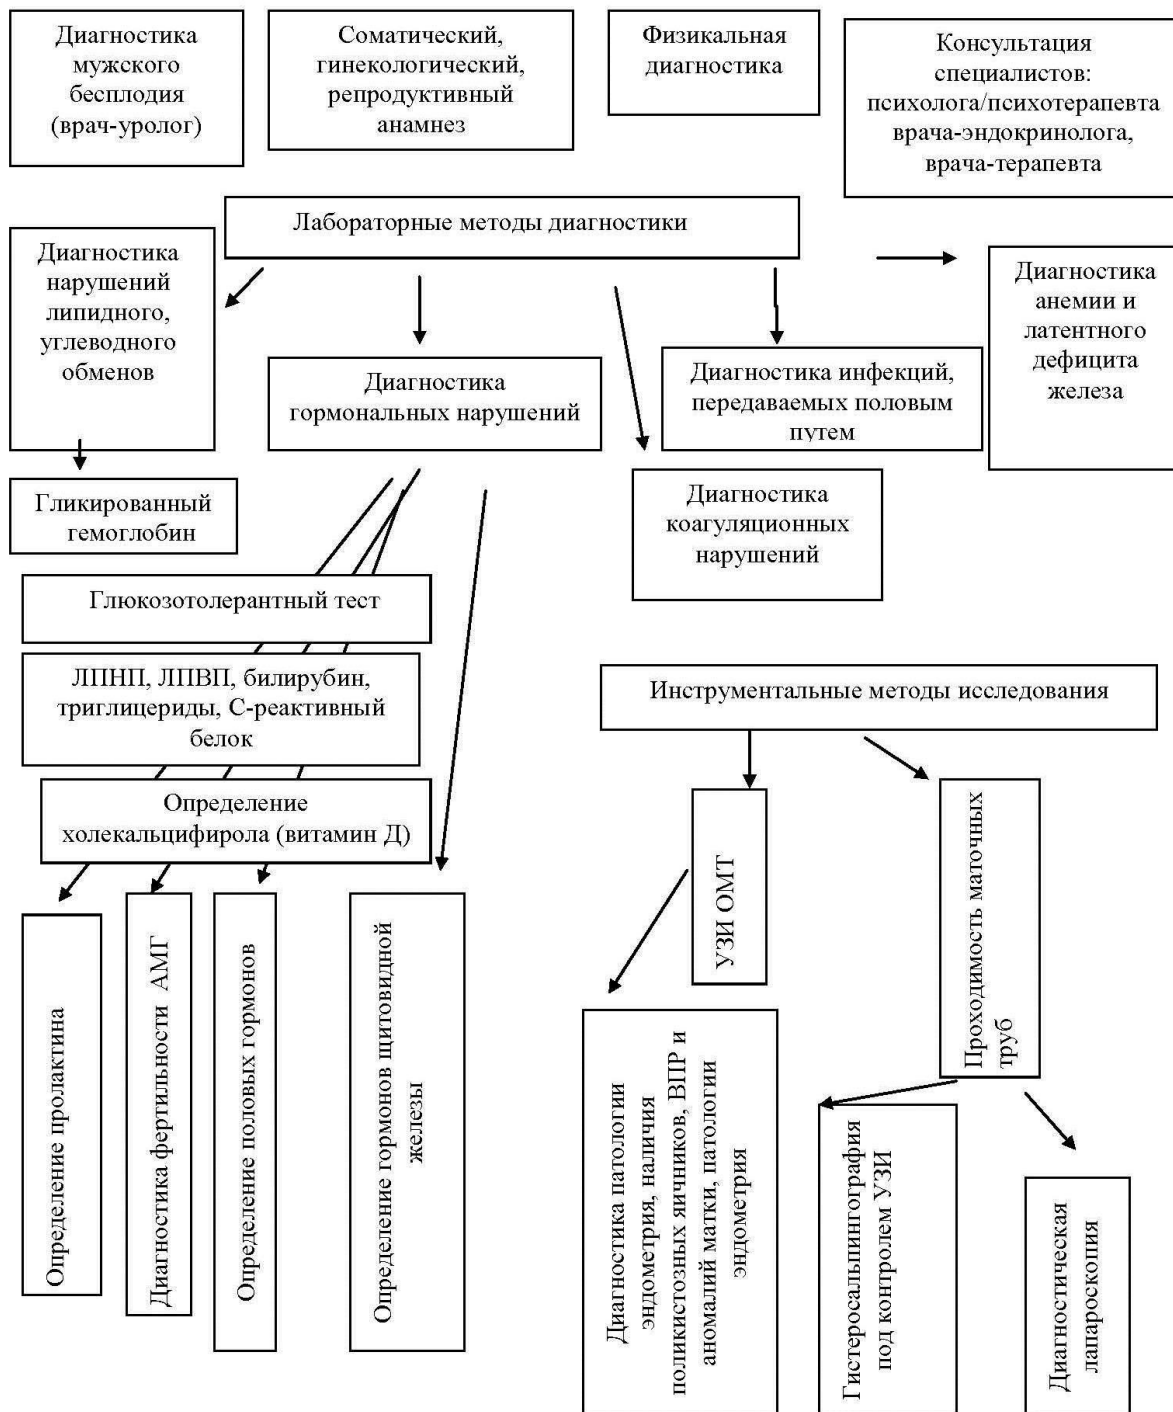 Диагностика
мужского
бесплодия
(врач-уролог)
Соматический,
гинекологический,
репродуктивный
анамнез
Физикальная
диагностика
Консультация
специалистов:
психолога/психотерапевта
врача-эндокринолога,
врача-терапевта
Лабораторные методы диагностики
Диагностика
нарушений
липидного,
углеводного
обменов
Диагностика
гормональных нарушений
Диагностика инфекций,
передаваемых половым
путем
Диагностика
анемии и
латентного
дефицита
железа
Гликированный
гемоглобин
Диагностика
коагуляционных
нарушений
Глюкозотолерантный тест
ЛПНП, ЛПВП, билирубин,
триглицериды, С-реактивный
белок
Определение
холекальцифирола (витамин Д)
Инструментальные методы исследования
Определение пролактина
Диагностика фертильности АМГ
Определение половых гормонов
Определение гормонов щитовидной
железы
УЗИ ОМТ
Проходимость маточных
труб
Диагностика патологии
эндометрия, наличия
поликистозных яичников, ВПР и
аномалий матки, патологии
эндометрия
Гистеросальпингография
под контролем УЗИ
Диагностическая
лапароскопия